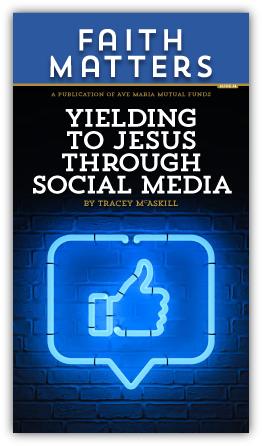 FAITH
MATTERS
A PUBLICATION OF AVE MARIA MUTUAL FUNDS
YIELDING
TO JESUS
THROUGH
SOCIAL MEDIA
BY TRACEY MCASKILL